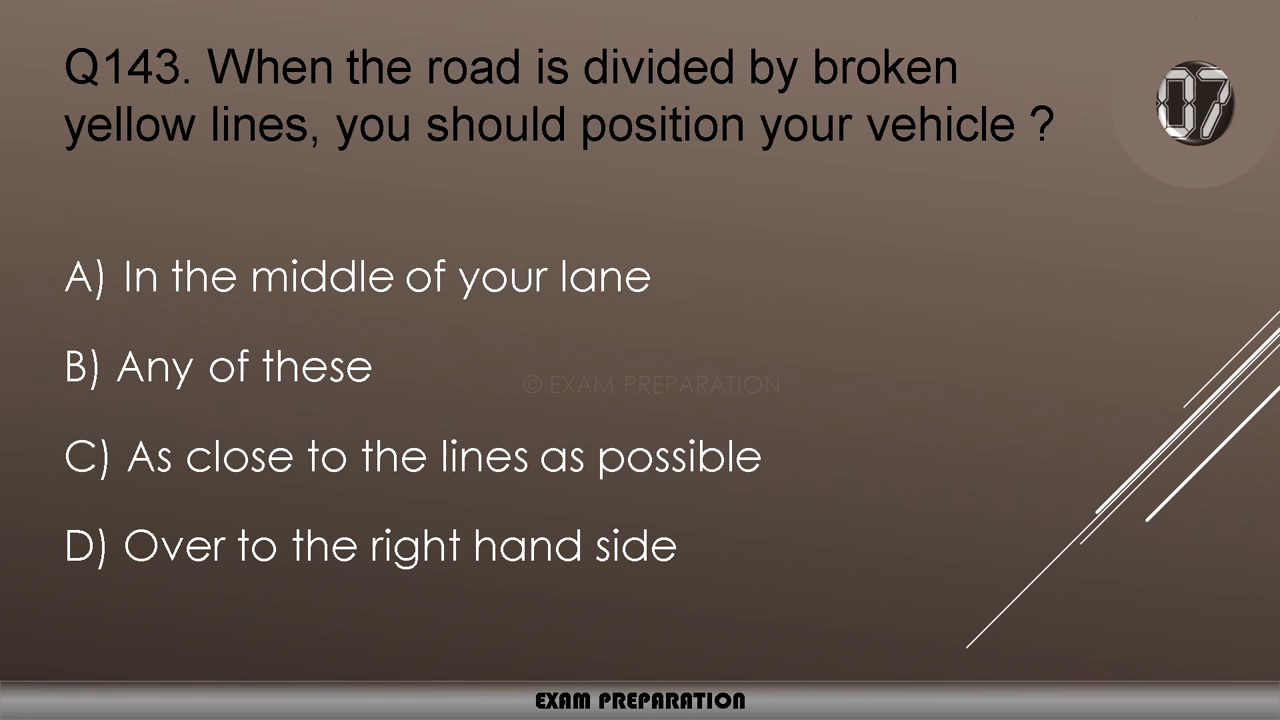 Q143. When the road is divided by broken
yellow lines, you should position your vehicle ?
07
A) In the middle of your lane
B) Any of these
© EXAM PREPARATION
C) As close to the lines as possible
D) Over to the right hand side
EXAM PREPARATION